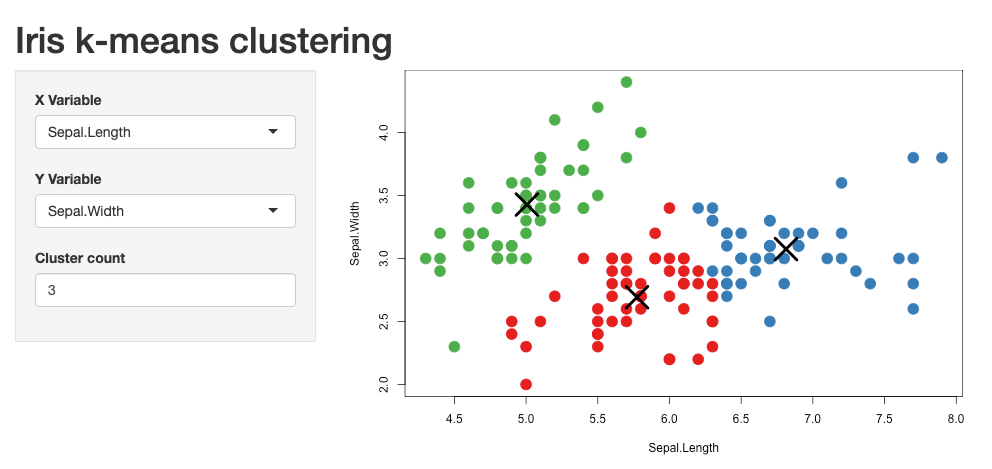 Iris k-means clustering
X Variable
Sepal.Length
Y Variable
Sepal.Width
Cluster count
3
Sepal.Width
4.0
3.5
3.0
2.5
2.0
4.5 5.0 5.5 6.0 6.5 7.0 7.5 8.0
Sepal.Length